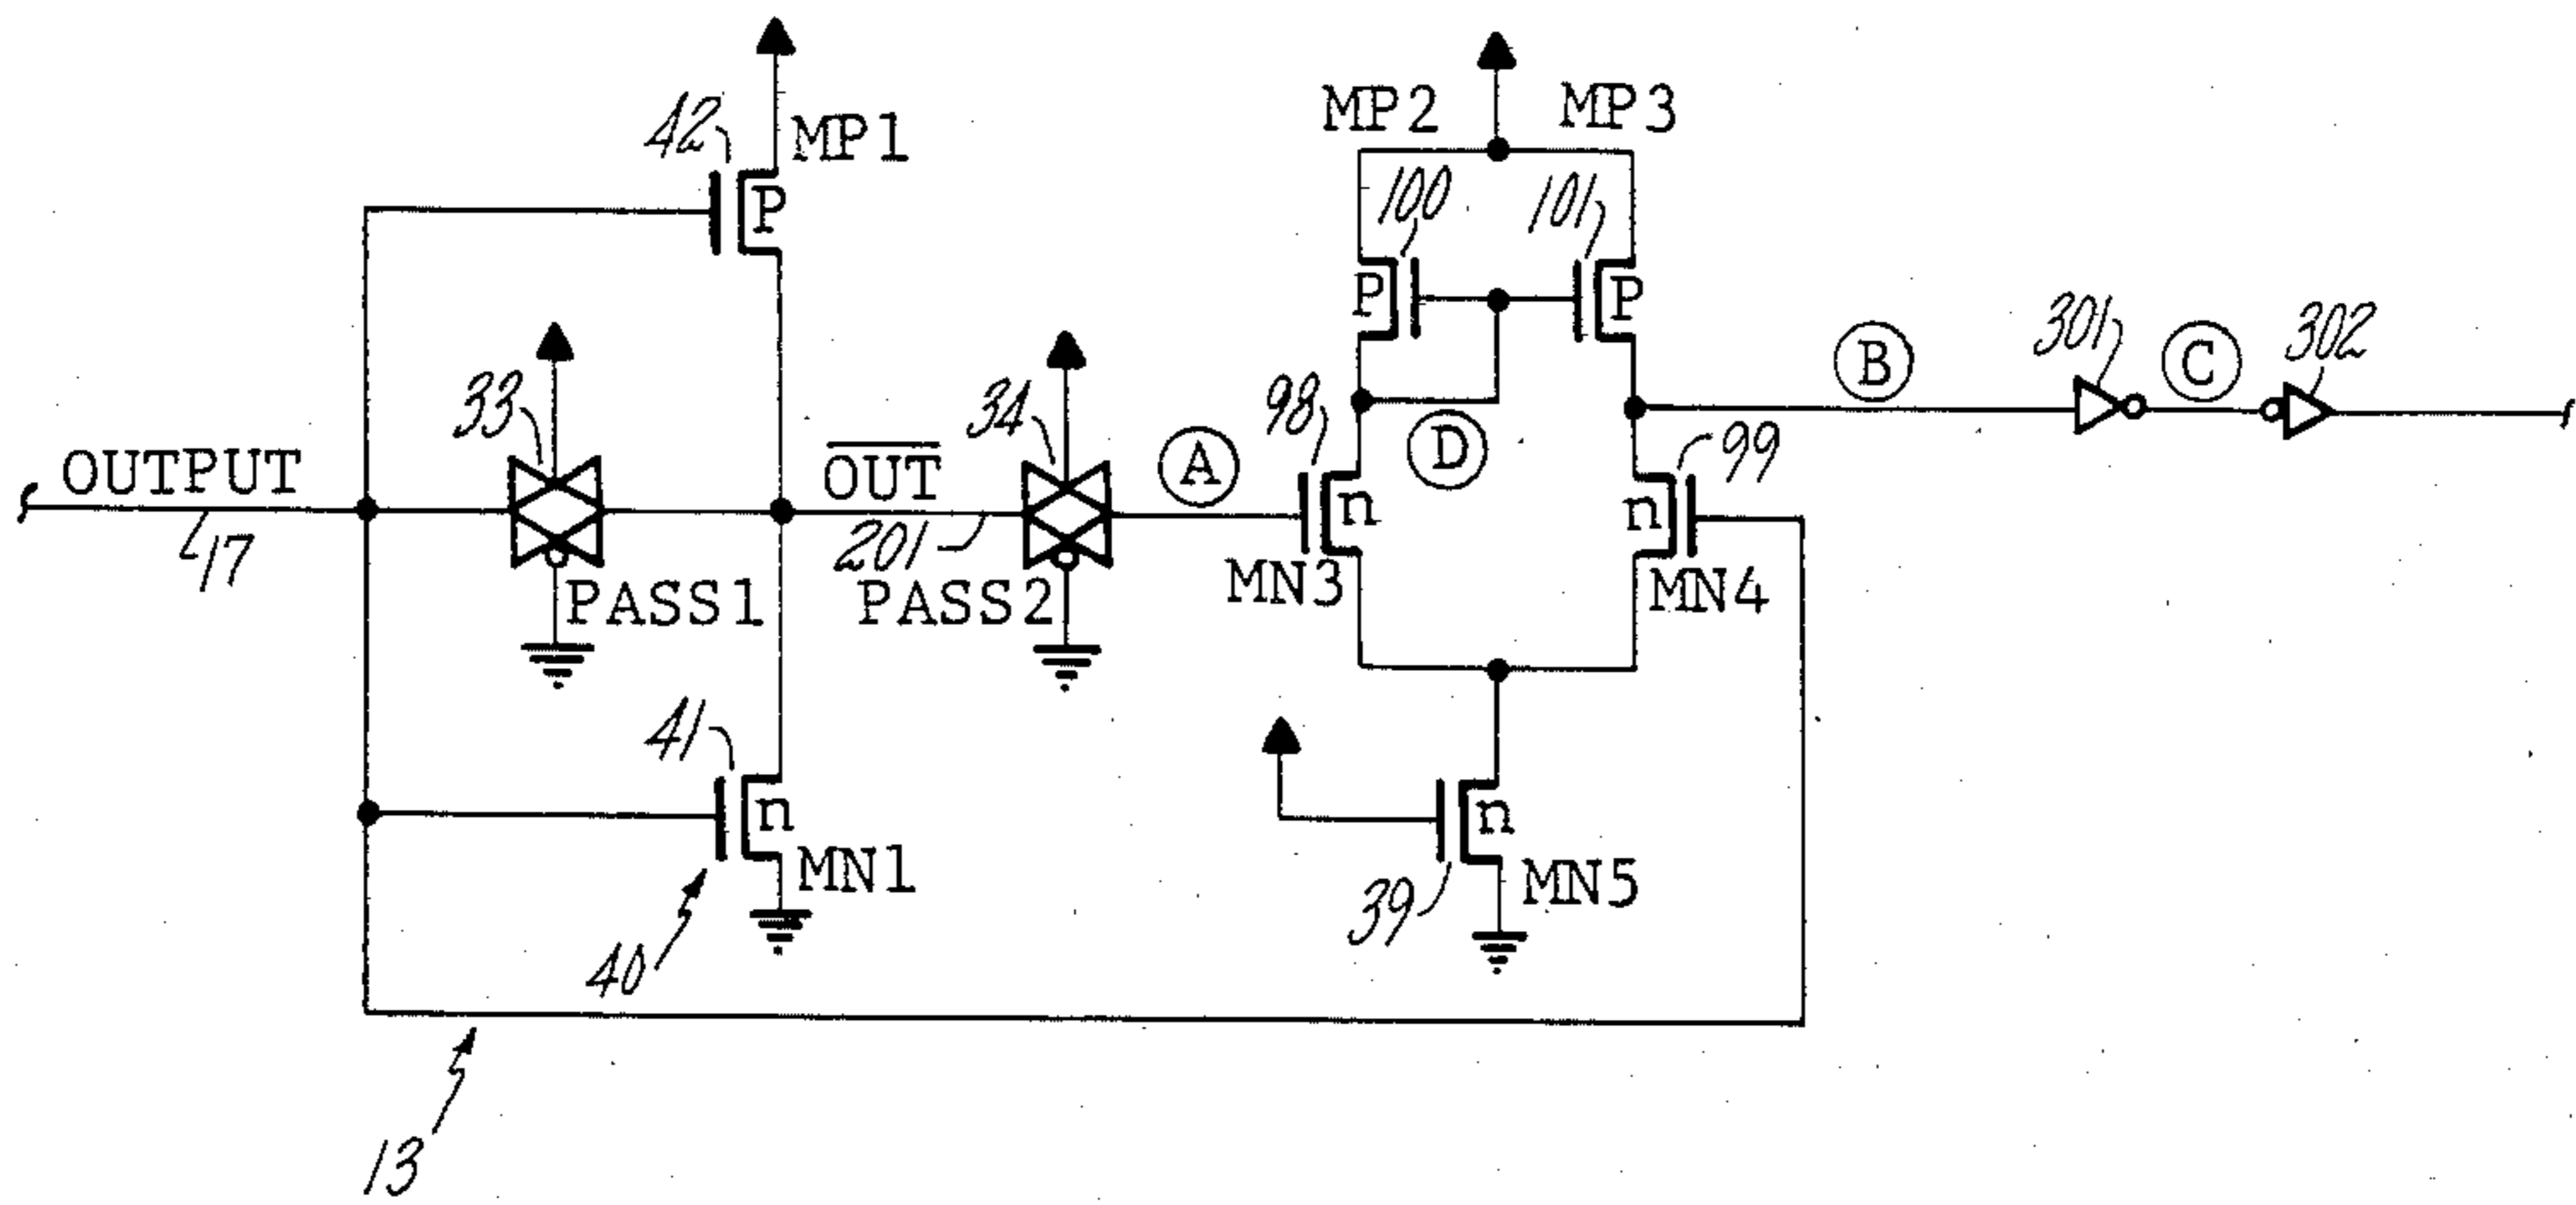 MP2 MP3
42 MP1
P
100 101
P P
301 302
B C
33 34 98
OUTPUT
OUT
A D 99
17
n n
201
PASS1 PASS2
MN3 MN4
41
n
MN1
n
39 MN5
40
13